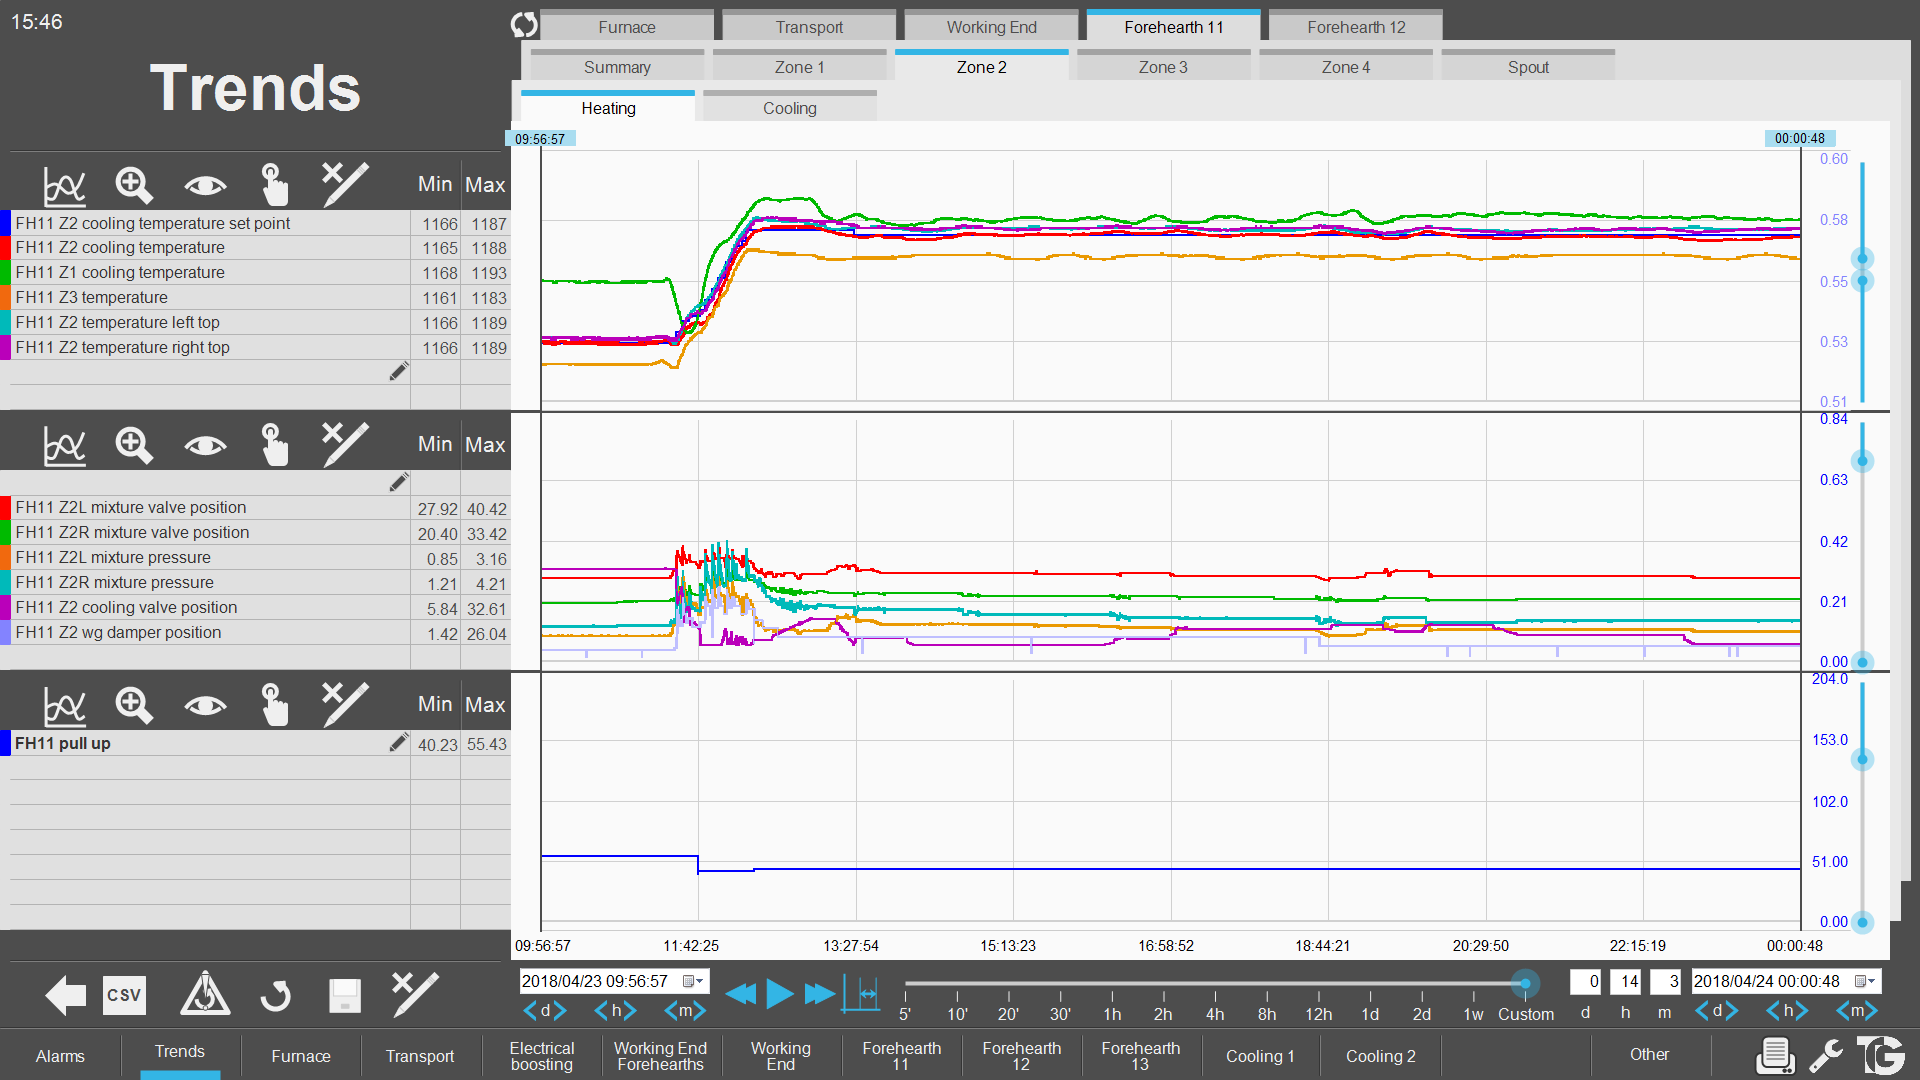 15:46
Trends
Furnace Transport Working End Forehearth 11 Forehearth 12
Summary Zone 1 Zone 2 Zone 3 Zone 4 Spout
Heating Cooling
09:56:57 00:00:48
Min Max
FH11 Z2 cooling temperature set point 1166 1187
FH11 Z2 cooling temperature 1165 1188
FH11 Z1 cooling temperature 1168 1193
FH11 Z3 temperature 1161 1183
FH11 Z2 temperature left top 1166 1189
FH11 Z2 temperature right top 1166 1189
0.60
0.58
0.55
0.53
0.51
Min Max
FH11 Z2L mixture valve position 27.92 40.42
FH11 Z2R mixture valve position 20.40 33.42
FH11 Z2L mixture pressure 0.85 3.16
FH11 Z2R mixture pressure 1.21 4.21
FH11 Z2 cooling valve position 5.84 32.61
FH11 Z2 wg damper position 1.42 26.04
0.84
0.63
0.42
0.21
0.00
Min Max
FH11 pull up 40.23 55.43
204.0
153.0
102.0
51.00
0.00
09:56:57 11:42:25 13:27:54 15:13:23 16:58:52 18:44:21 20:29:50 22:15:19 00:00:48
CSV
2018/04/23 09:56:57
d h m
5' 10' 20' 30' 1h 2h 4h 8h 12h 1d 2d 1w Custom
0 14 3
d h m
2018/04/24 00:00:48
d h m
Alarms Trends Furnace Transport Electrical boosting Working End Forehearths Working End Forehearth 11 Forehearth 12 Forehearth 13 Cooling 1 Cooling 2 Other
TG